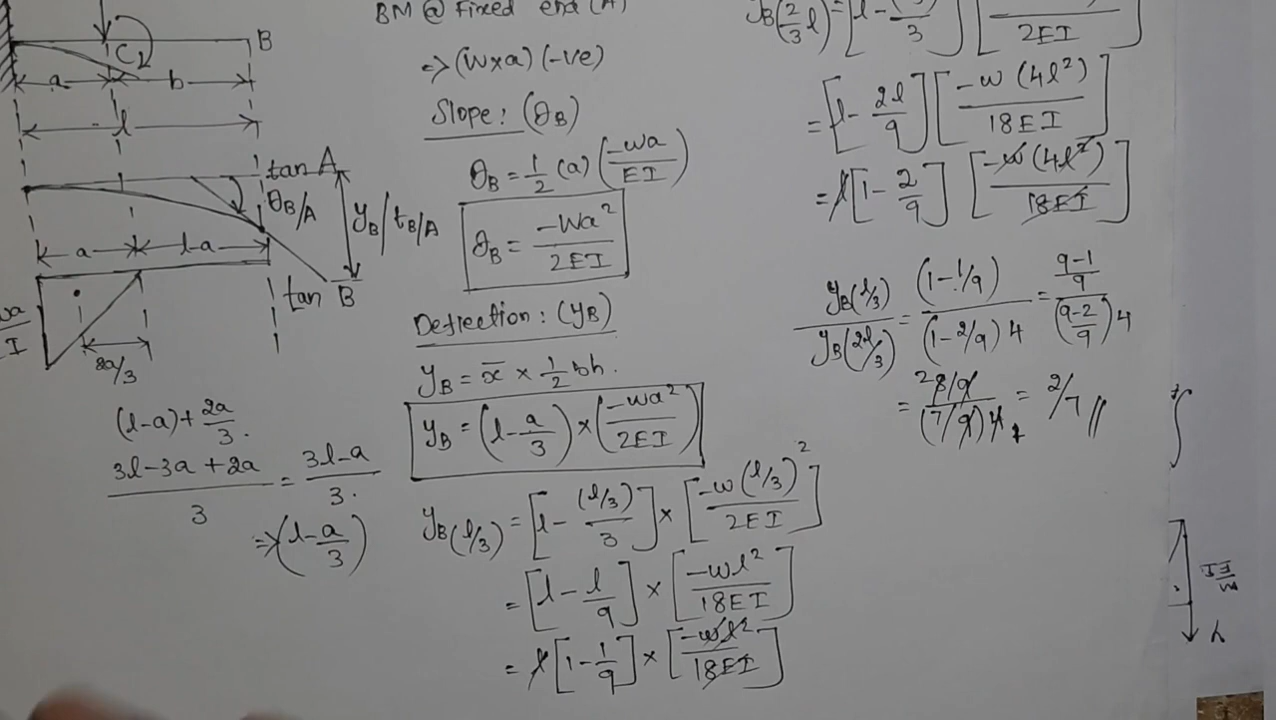 C
B
a
b
l
tan A
θB/A
yB/tB/A
a
l-a
tan B
wa
I
2a/3
(l-a)+2a/3.
(3l-3a+2a)/3 = (3l-a)/3.
⇒(l-a/3)
BM @ Fixed end (A)
⇒(W×a)(-ve)
Slope: (θB)
θB = 1/2 (a) (-wa/EI)
θB = -Wa²/2EI
Deflection: (yB)
yB = x̄ × 1/2 bh.
yB = (l-a/3)×(-wa²/2EI)
yB(l/3) = [l-(l/3)/3]×[-w(l/3)²/2EI]
= [l-l/9]×[-wl²/18EI]
= l[1-1/9]×[-wl²/18EI]
yB(2/3 l)=[l-
3][
2EI]
=[l-2l/9][-w(4l²)/18EI]
=l[1-2/9][-w(4l²)/18EI]
yB(l/3)/yB(2l/3) = (1-1/9)/(1-2/9)4 = ((9-1)/9)/((9-2)/9)4
= 2 8/9/(7/9)4 1 = 2/7 //
M
EI